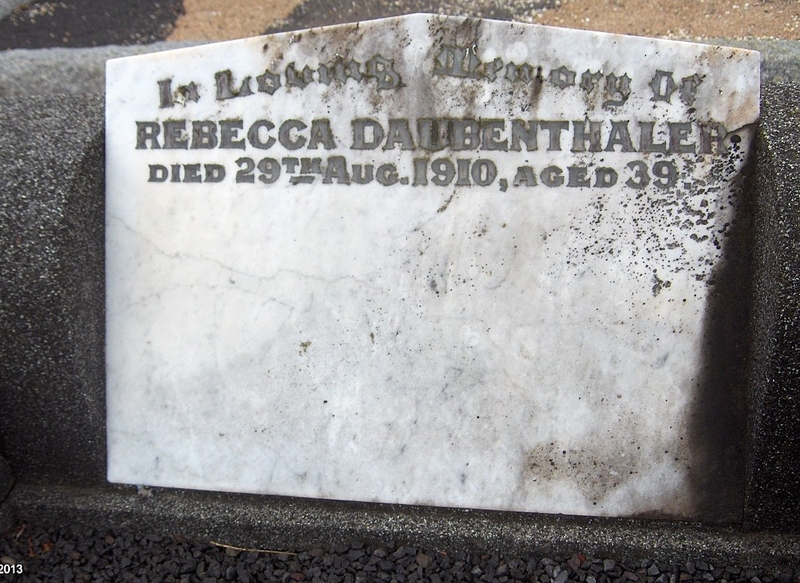 In Loving Memory Of
REBECCA DAUBENTHALER.
DIED 29TH AUG. 1910, AGED 39.
2013